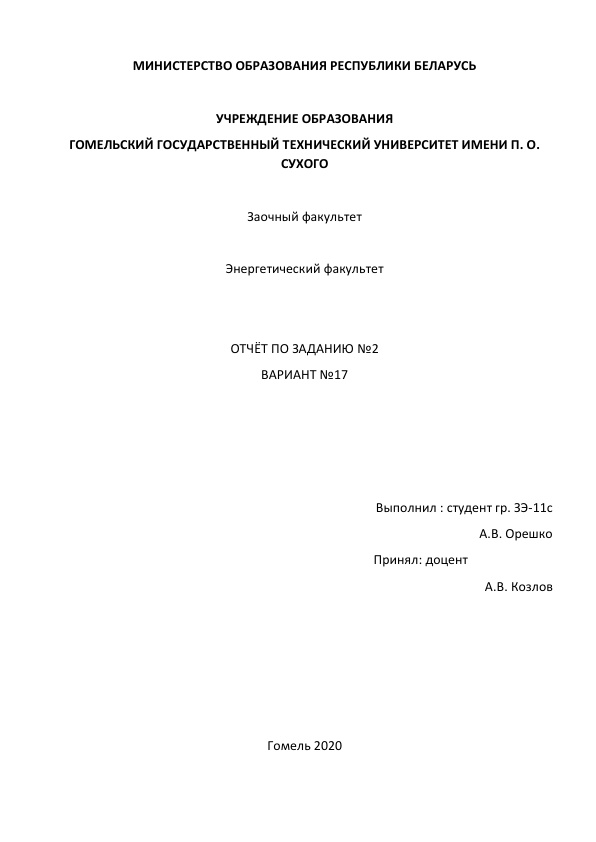 МИНИСТЕРСТВО ОБРАЗОВАНИЯ РЕСПУБЛИКИ БЕЛАРУСЬ
УЧРЕЖДЕНИЕ ОБРАЗОВАНИЯ
ГОМЕЛЬСКИЙ ГОСУДАРСТВЕННЫЙ ТЕХНИЧЕСКИЙ УНИВЕРСИТЕТ ИМЕНИ П. О.
СУХОГО
Заочный факультет
Энергетический факультет
ОТЧЁТ ПО ЗАДАНИЮ №2
ВАРИАНТ №17
Выполнил : студент гр. ЗЭ-11с
А.В. Орешко
Принял: доцент
А.В. Козлов
Гомель 2020